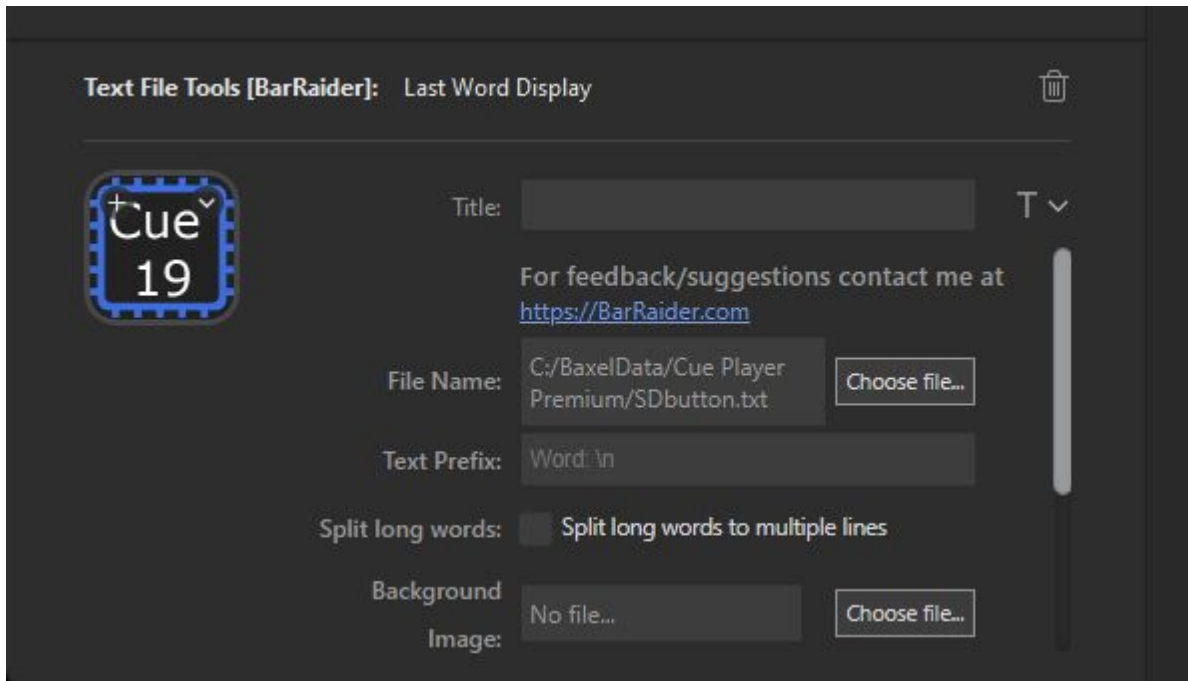 Text File Tools [BarRaider]: Last Word Display
Cue
19
Title:
T
For feedback/suggestions contact me at
https://BarRaider.com
File Name:
C:/BaxelData/Cue Player
Premium/SDbutton.txt
Choose file...
Text Prefix:
Word: \n
Split long words:
Split long words to multiple lines
Background
Image:
No file...
Choose file...